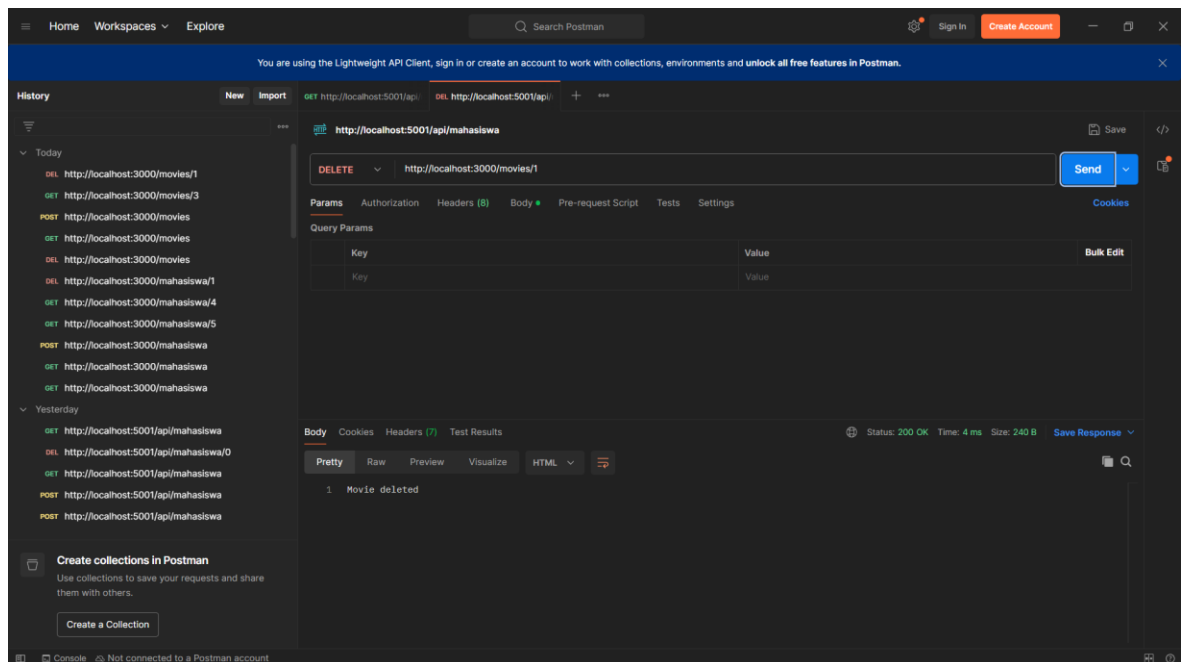 Home Workspaces Explore Search Postman Sign In Create Account
You are using the Lightweight API Client, sign in or create an account to work with collections, environments and unlock all free features in Postman.
History New Import
GET http://localhost:5001/api/ DEL http://localhost:5001/api/
http://localhost:5001/api/mahasiswa Save
Today
DEL http://localhost:3000/movies/1
GET http://localhost:3000/movies/3
POST http://localhost:3000/movies
GET http://localhost:3000/movies
DEL http://localhost:3000/movies
DEL http://localhost:3000/mahasiswa/1
GET http://localhost:3000/mahasiswa/4
GET http://localhost:3000/mahasiswa/5
POST http://localhost:3000/mahasiswa
GET http://localhost:3000/mahasiswa
GET http://localhost:3000/mahasiswa
Yesterday
GET http://localhost:5001/api/mahasiswa
DEL http://localhost:5001/api/mahasiswa/0
GET http://localhost:5001/api/mahasiswa
POST http://localhost:5001/api/mahasiswa
POST http://localhost:5001/api/mahasiswa
Create collections in Postman
Use collections to save your requests and share
them with others.
Create a Collection
DELETE http://localhost:3000/movies/1 Send
Params Authorization Headers (8) Body Pre-request Script Tests Settings Cookies
Query Params
Key Value Bulk Edit
Key Value
Body Cookies Headers (7) Test Results Status: 200 OK Time: 4 ms Size: 240 B Save Response
Pretty Raw Preview Visualize HTML
1 Movie deleted
Console Not connected to a Postman account